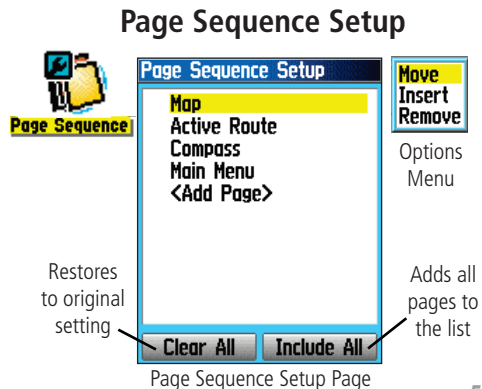 Page Sequence Setup
Page Sequence
Page Sequence Setup
Map
Active Route
Compass
Main Menu
<Add Page>
Move
Insert
Remove
Options
Menu
Restores
to original
setting
Adds all
pages to
the list
Clear All
Include All
Page Sequence Setup Page